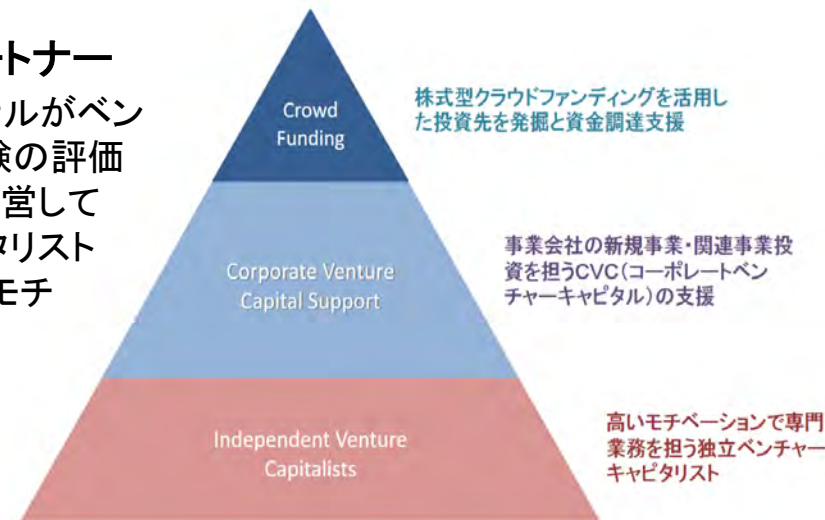 トナー
ルがベン
の評価
営して
タリスト
モチ
Crowd
Funding
株式型クラウドファンディングを活用し
た投資先を発掘と資金調達支援
Corporate Venture
Capital Support
事業会社の新規事業・関連事業投
資を担うCVC(コーポレートベン
チャーキャピタル)の支援
Independent Venture
Capitalists
高いモチベーションで専門
業務を担う独立ベンチャー
キャピタリスト